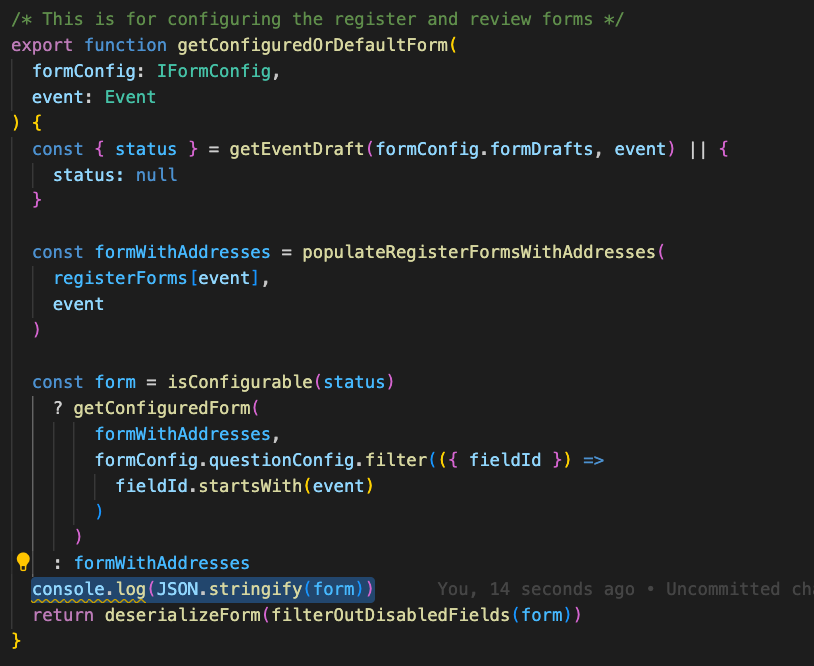 /* This is for configuring the register and review forms */
export function getConfiguredOrDefaultForm(
  formConfig: IFormConfig,
  event: Event
) {
  const { status } = getEventDraft(formConfig.formDrafts, event) || {
    status: null
  }

  const formWithAddresses = populateRegisterFormsWithAddresses(
    registerForms[event],
    event
  )

  const form = isConfigurable(status)
    ? getConfiguredForm(
        formWithAddresses,
        formConfig.questionConfig.filter(({ fieldId }) =>
          fieldId.startsWith(event)
        )
      )
    : formWithAddresses
  console.log(JSON.stringify(form))      You, 14 seconds ago • Uncommitted
  return deserializeForm(filterOutDisabledFields(form))
}